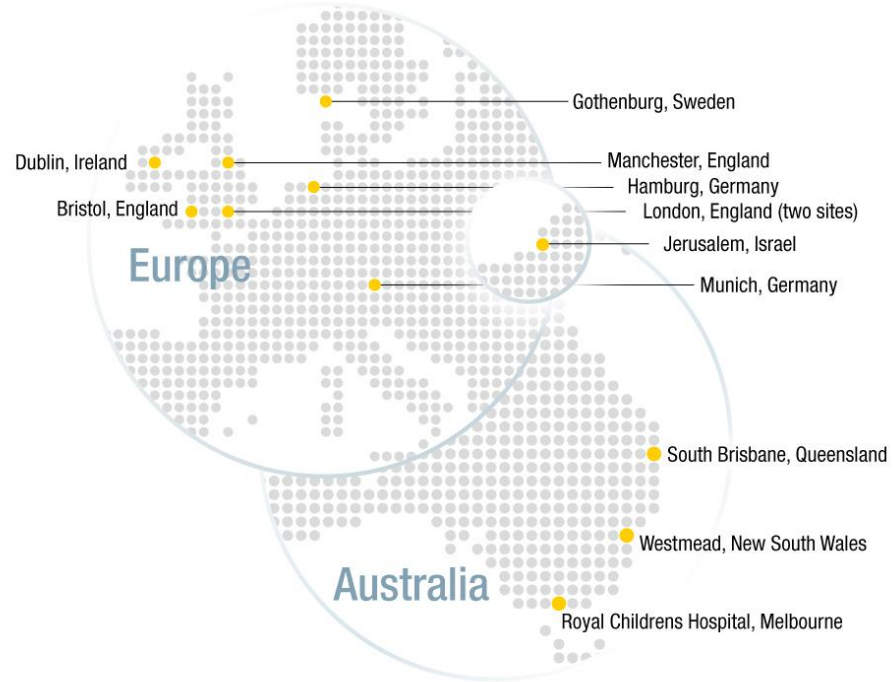 Gothenburg, Sweden
Dublin, Ireland
Manchester, England
Hamburg, Germany
Bristol, England
London, England (two sites)
Jerusalem, Israel
Europe
Munich, Germany
South Brisbane, Queensland
Westmead, New South Wales
Australia
Royal Childrens Hospital, Melbourne